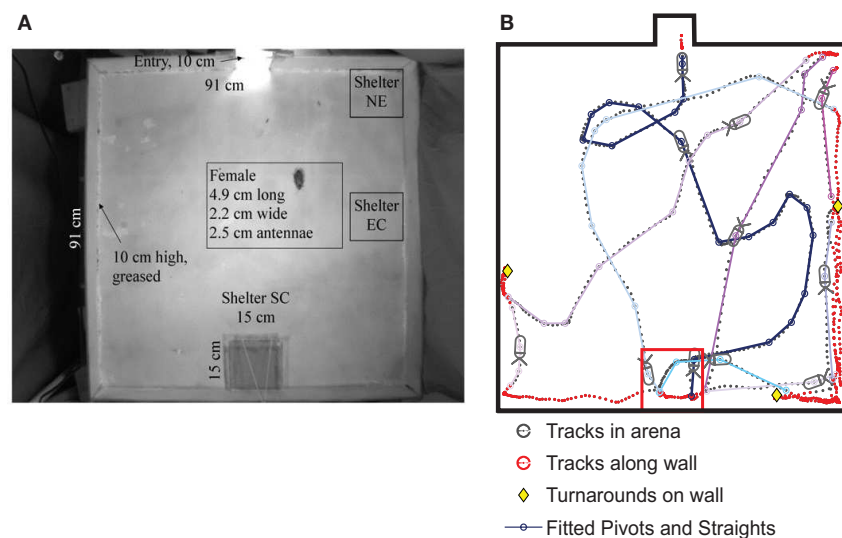 A
Entry, 10 cm
91 cm
Shelter
NE
Female
4.9 cm long
2.2 cm wide
2.5 cm antennae
Shelter
EC
91 cm
10 cm high,
greased
Shelter SC
15 cm
15 cm
B
Tracks in arena
Tracks along wall
Turnarounds on wall
Fitted Pivots and Straights